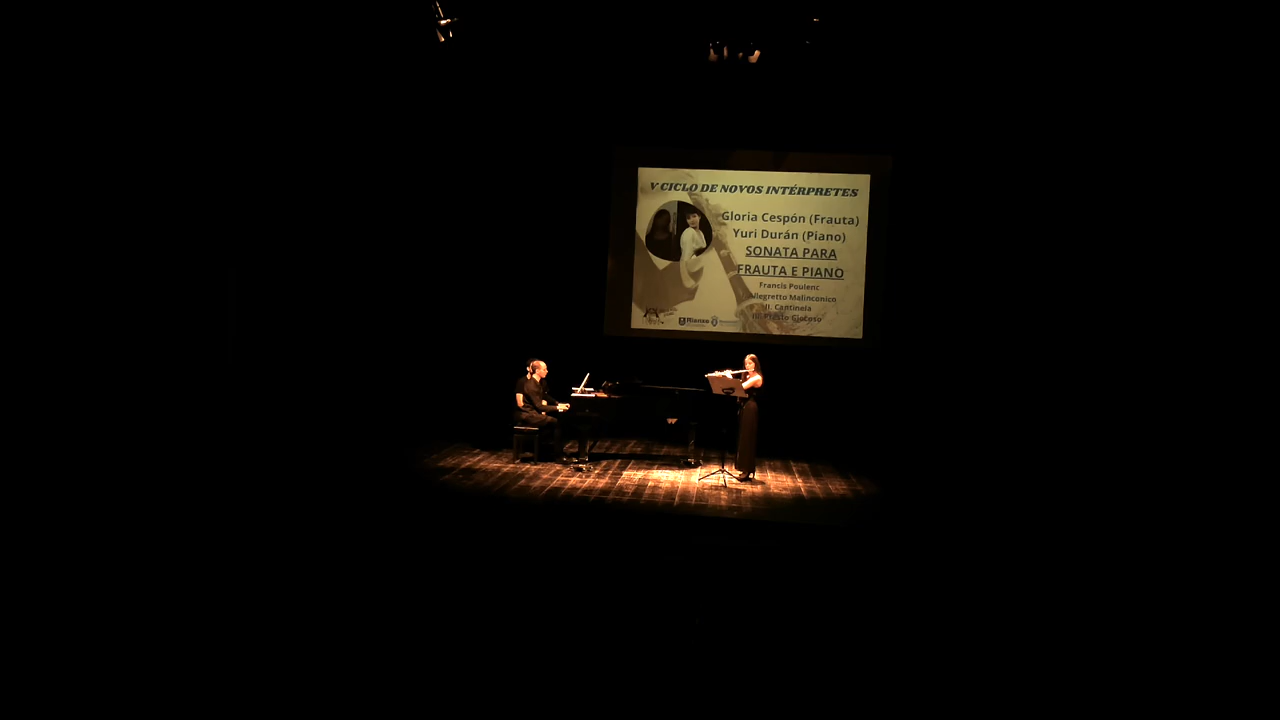 V CICLO DE NOVOS INTÉRPRETES
Gloria Cespón (Frauta)
Yuri Durán (Piano)
SONATA PARA
FRAUTA E PIANO
Francis Poulenc
Allegretto Malinconico
II. Cantinela
III. Presto Giocoso
Rianxo